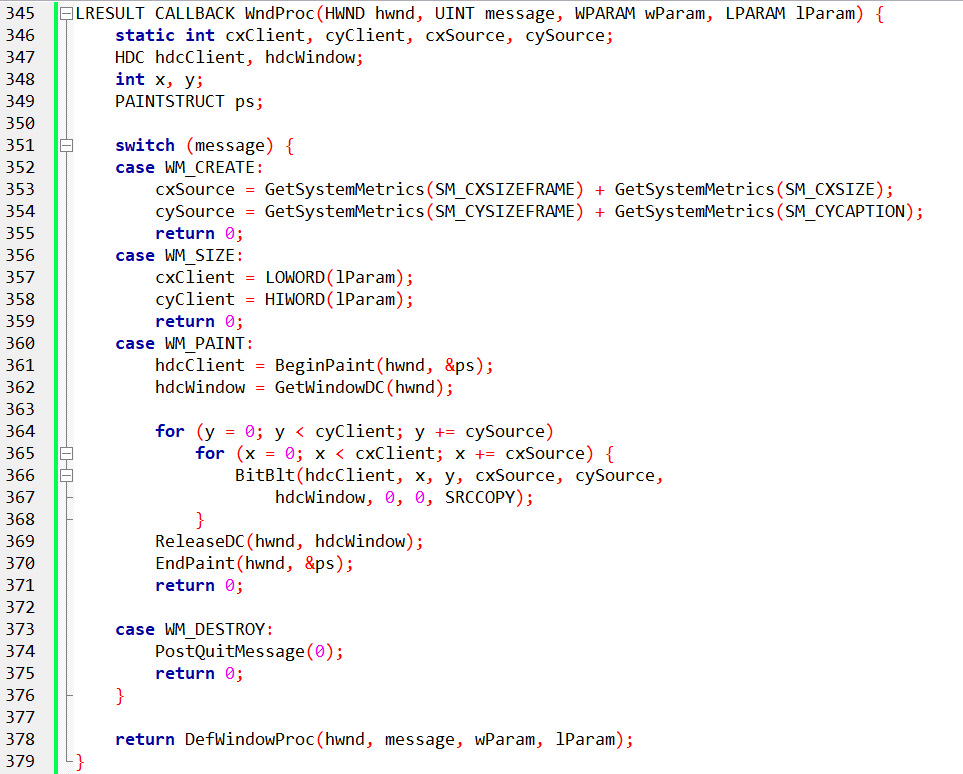 345 LRESULT CALLBACK WndProc(HWND hwnd, UINT message, WPARAM wParam, LPARAM lParam) {
346     static int cxClient, cyClient, cxSource, cySource;
347     HDC hdcClient, hdcWindow;
348     int x, y;
349     PAINTSTRUCT ps;
350
351     switch (message) {
352     case WM_CREATE:
353         cxSource = GetSystemMetrics(SM_CXSIZEFRAME) + GetSystemMetrics(SM_CXSIZE);
354         cySource = GetSystemMetrics(SM_CYSIZEFRAME) + GetSystemMetrics(SM_CYCAPTION);
355         return 0;
356     case WM_SIZE:
357         cxClient = LOWORD(lParam);
358         cyClient = HIWORD(lParam);
359         return 0;
360     case WM_PAINT:
361         hdcClient = BeginPaint(hwnd, &ps);
362         hdcWindow = GetWindowDC(hwnd);
363
364         for (y = 0; y < cyClient; y += cySource)
365             for (x = 0; x < cxClient; x += cxSource) {
366                 BitBlt(hdcClient, x, y, cxSource, cySource,
367                     hdcWindow, 0, 0, SRCCOPY);
368             }
369         ReleaseDC(hwnd, hdcWindow);
370         EndPaint(hwnd, &ps);
371         return 0;
372
373     case WM_DESTROY:
374         PostQuitMessage(0);
375         return 0;
376     }
377
378     return DefWindowProc(hwnd, message, wParam, lParam);
379 }